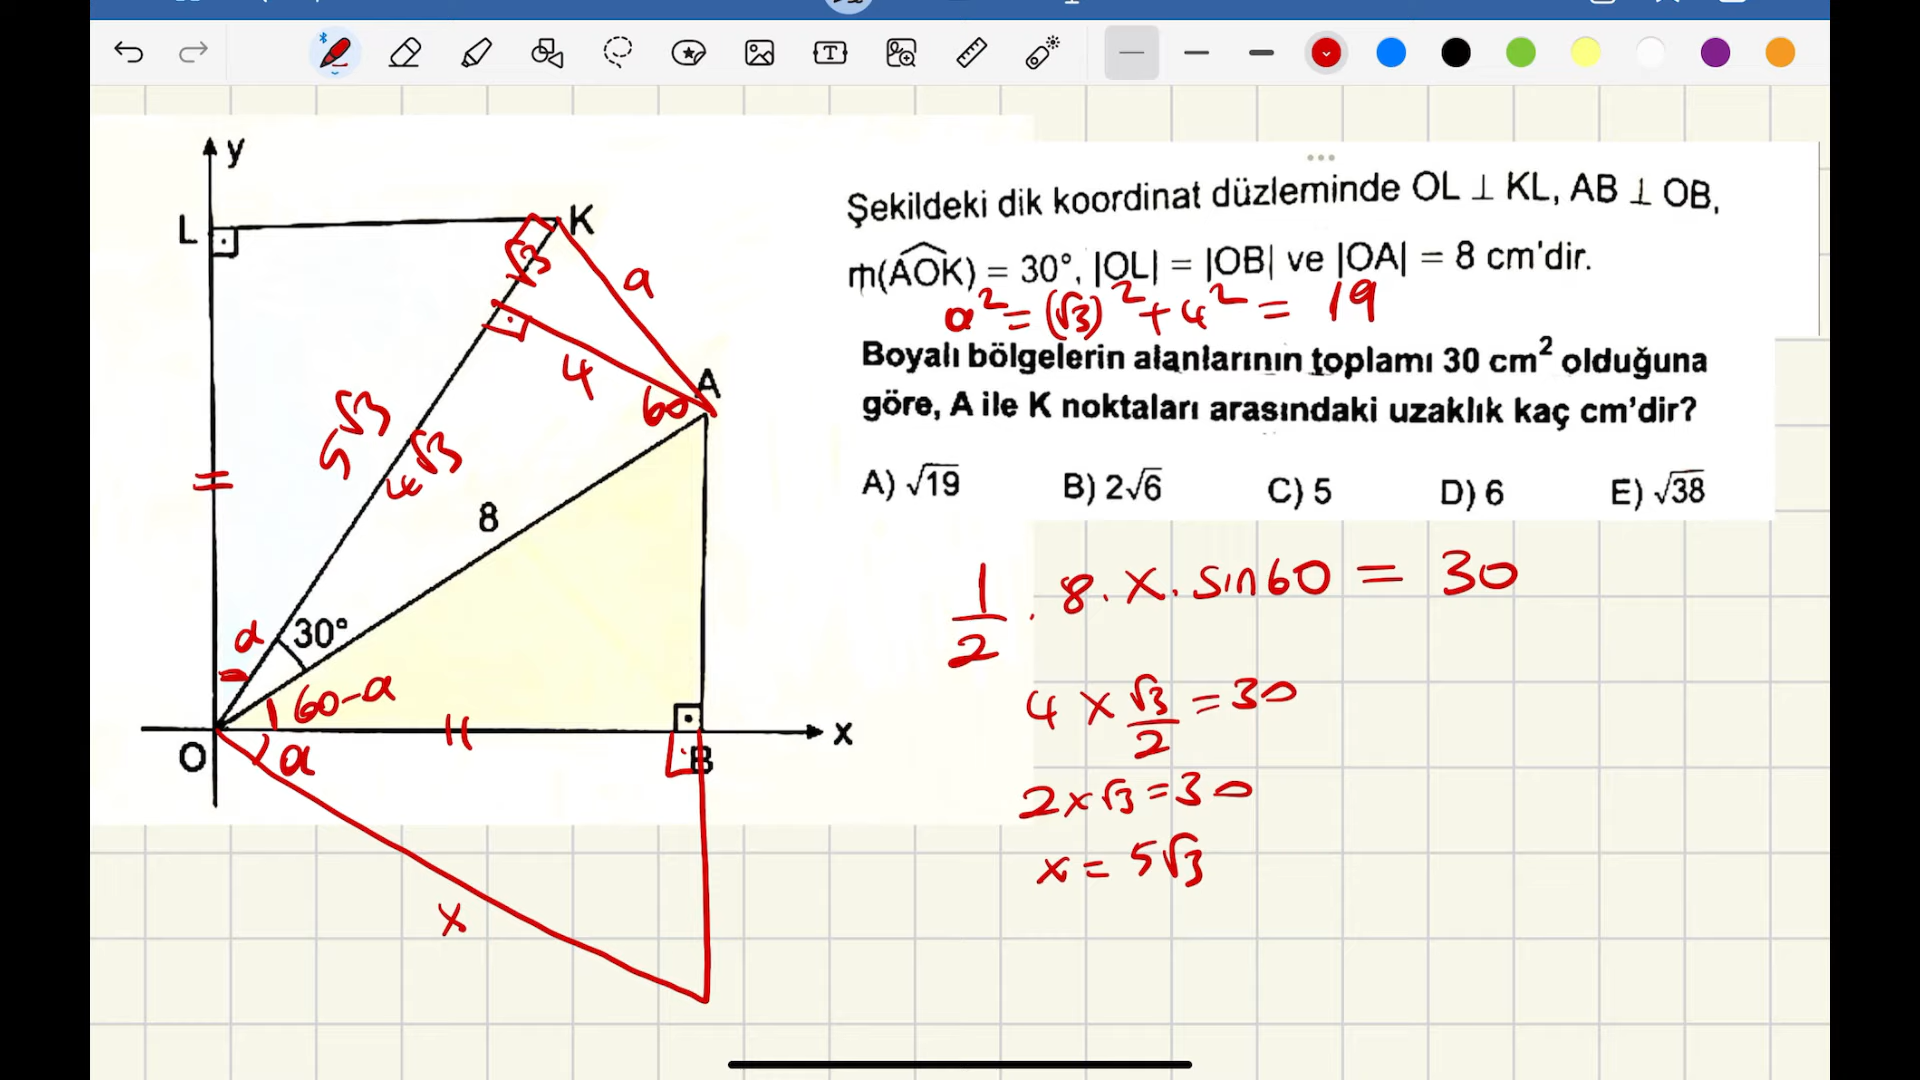 y
L
K
√3
a
A
4
60
5√3
4√3
8
α
30°
60-α
O
α
B
x
x
Şekildeki dik koordinat düzleminde OL ⊥ KL, AB ⊥ OB,
m(AOK) = 30°, |OL| = |OB| ve |OA| = 8 cm'dir.
a² = (√3)² + 4² = 19
Boyalı bölgelerin alanlarının toplamı 30 cm² olduğuna
göre, A ile K noktaları arasındaki uzaklık kaç cm'dir?
A) √19 B) 2√6 C) 5 D) 6 E) √38
1/2 . 8 . x . sin60 = 30
4 x √3/2 = 30
2x√3 = 30
x = 5√3